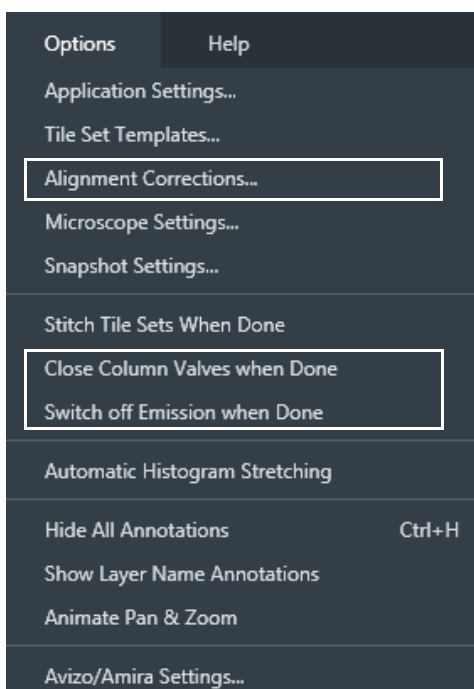 Options Help
Application Settings...
Tile Set Templates...
Alignment Corrections...
Microscope Settings...
Snapshot Settings...
Stitch Tile Sets When Done
Close Column Valves when Done
Switch off Emission when Done
Automatic Histogram Stretching
Hide All Annotations Ctrl+H
Show Layer Name Annotations
Animate Pan & Zoom
Avizo/Amira Settings...